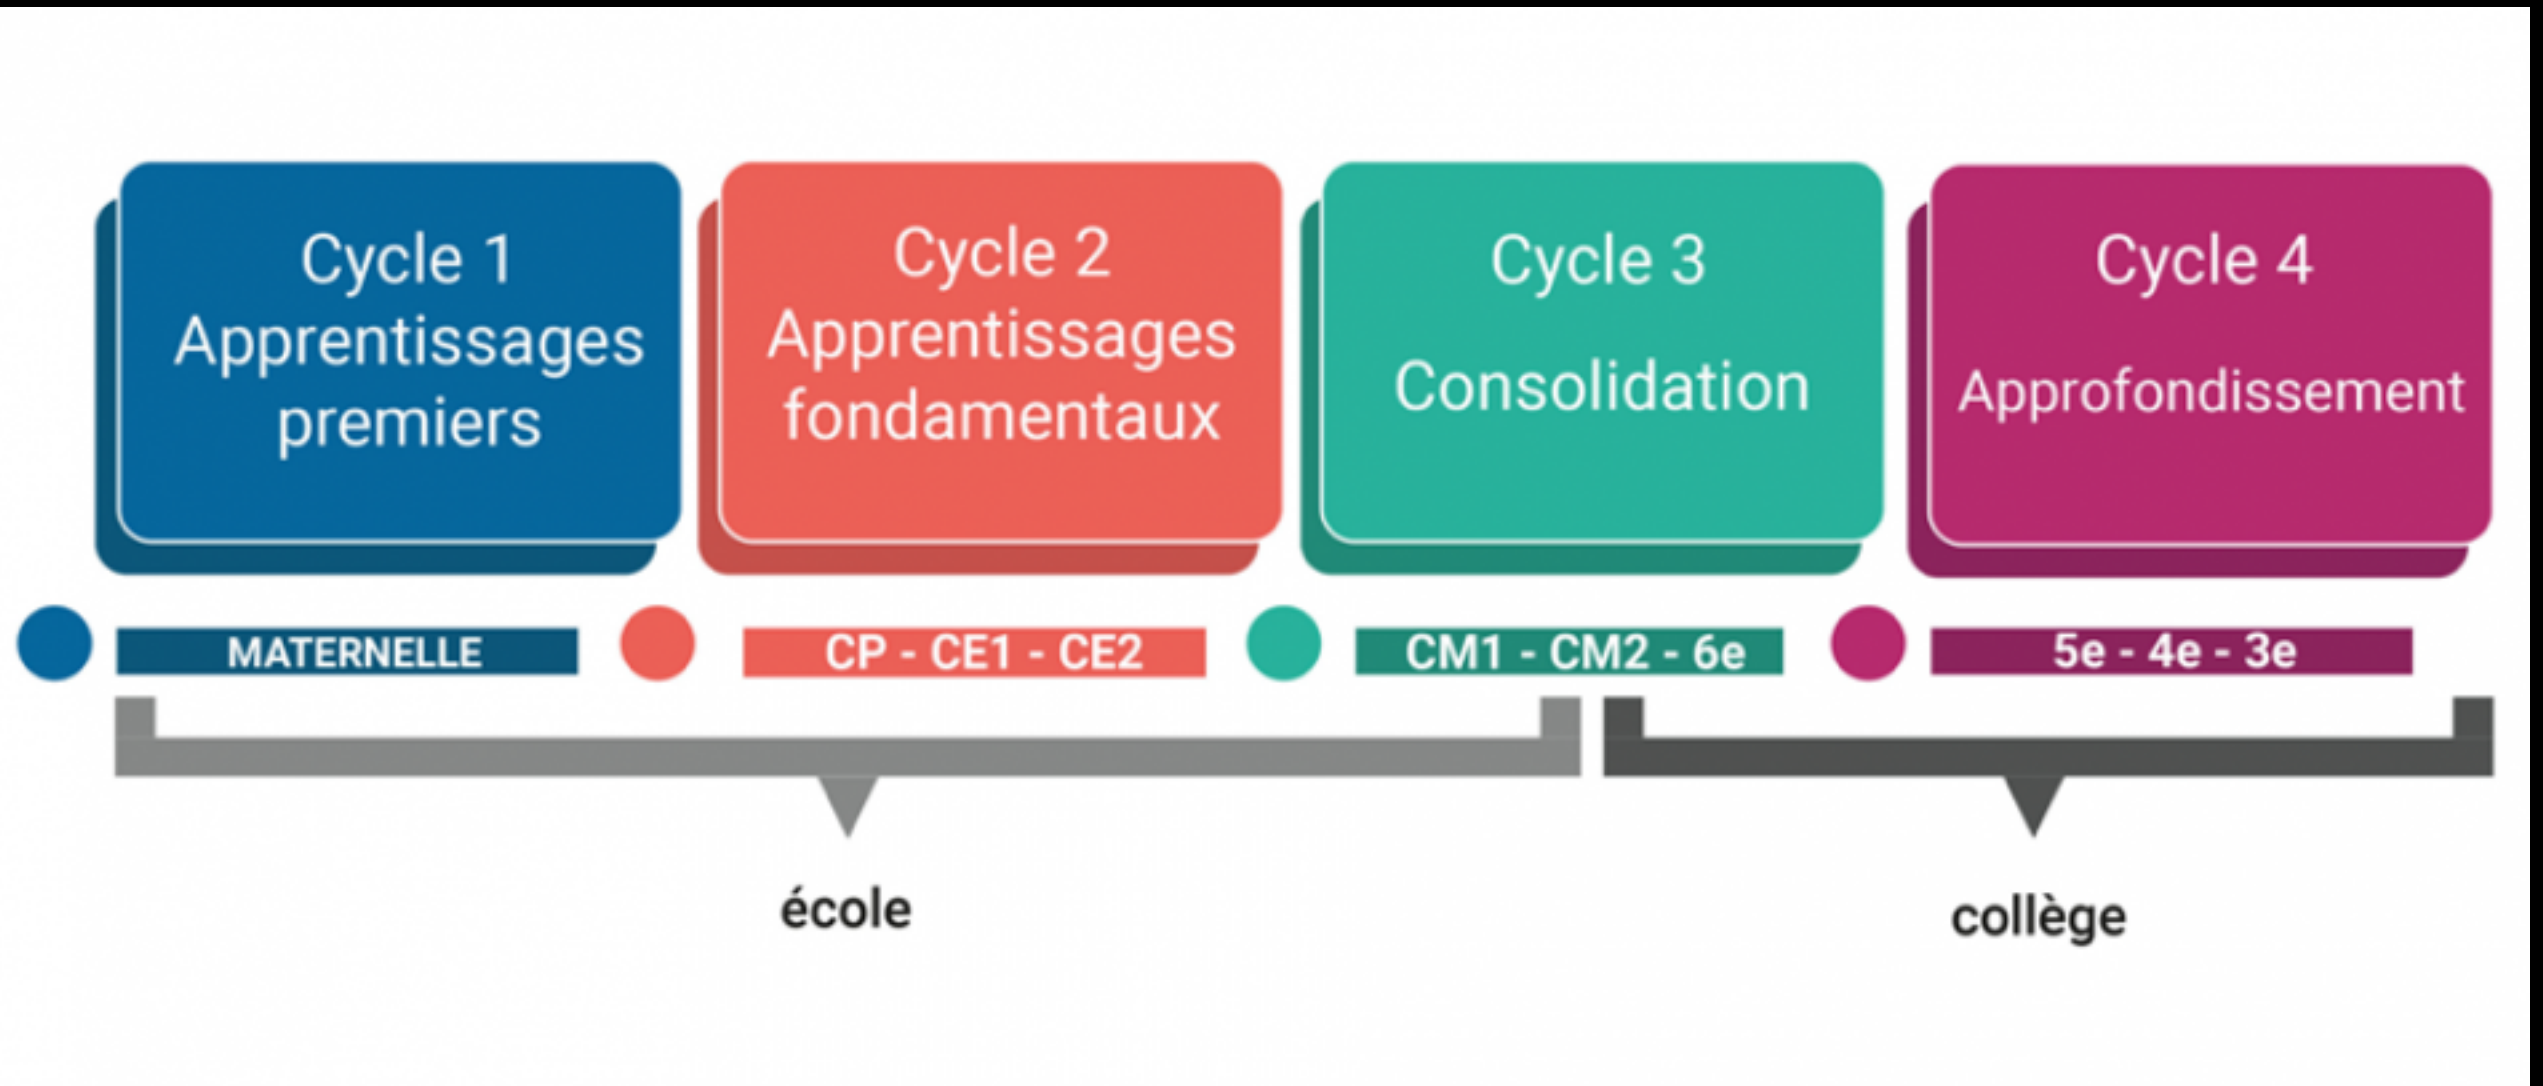 Cycle 1
Apprentissages
premiers
Cycle 2
Apprentissages
fondamentaux
Cycle 3
Consolidation
Cycle 4
Approfondissement
MATERNELLE
CP - CE1 - CE2
CM1 - CM2 - 6e
5e - 4e - 3e
école
collège